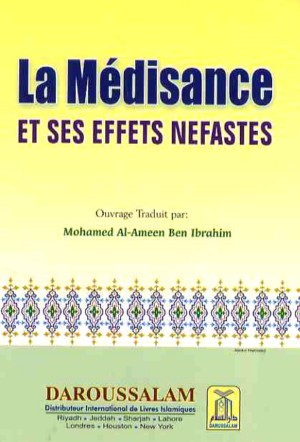 La Médisance
ET SES EFFETS NEFASTES
Ouvrage Traduit par:
Mohamed Al-Ameen Ben Ibrahim
DAROUSSALAM
Distributeur International de Livres Islamiques
Riyadh • Jeddah • Sharjah • Lahore
Londres • Houston • New York
DAROUSSALAM